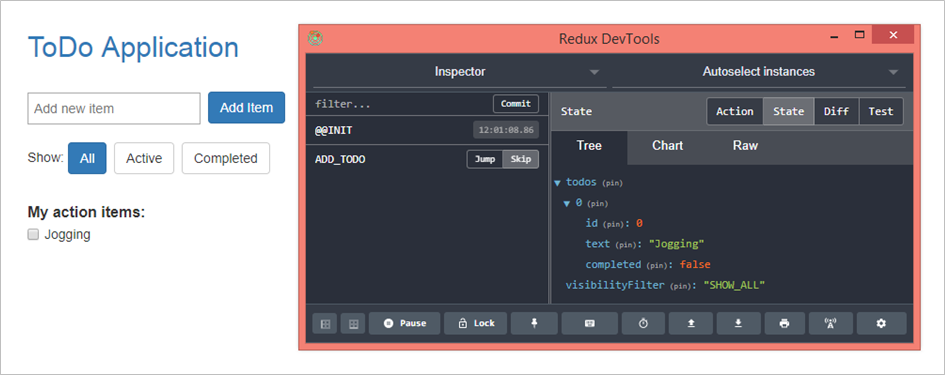 ToDo Application
Add new item
Add Item
Show: All Active Completed
My action items:
Jogging
Redux DevTools
Inspector
Autoselect instances
filter...
Commit
@@INIT
12:01:08.86
ADD_TODO
Jump Skip
State
Action State Diff Test
Tree Chart Raw
todos (pin)
0 (pin)
id (pin): 0
text (pin): "Jogging"
completed (pin): false
visibilityFilter (pin): "SHOW_ALL"
Pause
Lock